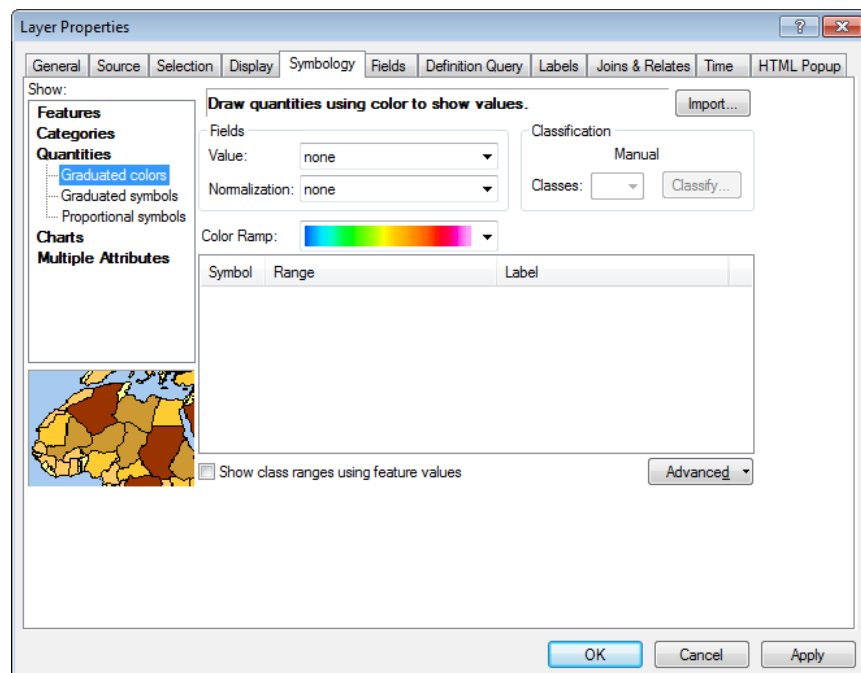 Layer Properties
General Source Selection Display Symbology Fields Definition Query Labels Joins & Relates Time HTML Popup
Show:
Features
Categories
Quantities
Graduated colors
Graduated symbols
Proportional symbols
Charts
Multiple Attributes
Draw quantities using color to show values.
Import...
Fields
Value: none
Normalization: none
Classification
Manual
Classes:
Classify...
Color Ramp:
Symbol Range Label
Show class ranges using feature values
Advanced
OK Cancel Apply